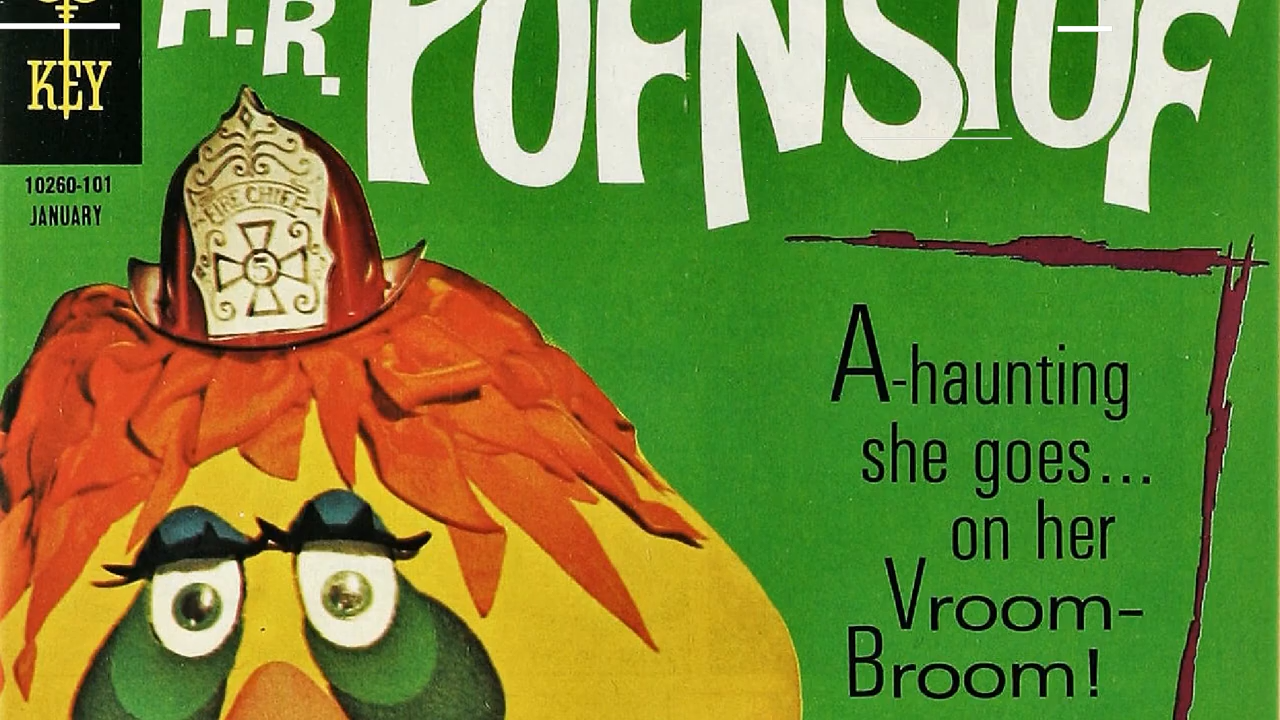 H.R. PUFNSTUF
KEY
10260-101
JANUARY
FIRE CHIEF
5
A-haunting
she goes...
on her
Vroom-
Broom!